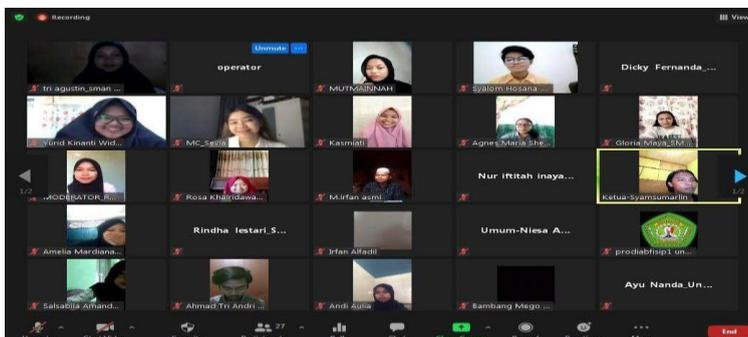 Recording
View
Unmute
tri agustin_sman ...
operator
MUTMAINNAH
Syalom Hosana
Dicky Fernanda_...
Yurid Kinanti Wid...
MC_Sevia
Kasmiati
Agnes Maria She...
Gloria Maya_SM...
1/2
MODERATOR_R...
Rosa Khairidawa...
M.Irfan asmi
Nur iftitah inaya...
Ketua-Syamsumarlin
1/2
Amelia Mardiana...
Rindha lestari_S...
Irfan Alfadil
Umum-Niesa A...
prodiabfisip1 un...
Salsabila Amand...
Ahmad Tri Andri ...
Andi Aulia
Bambang Mego ...
Ayu Nanda_Un...
27
End